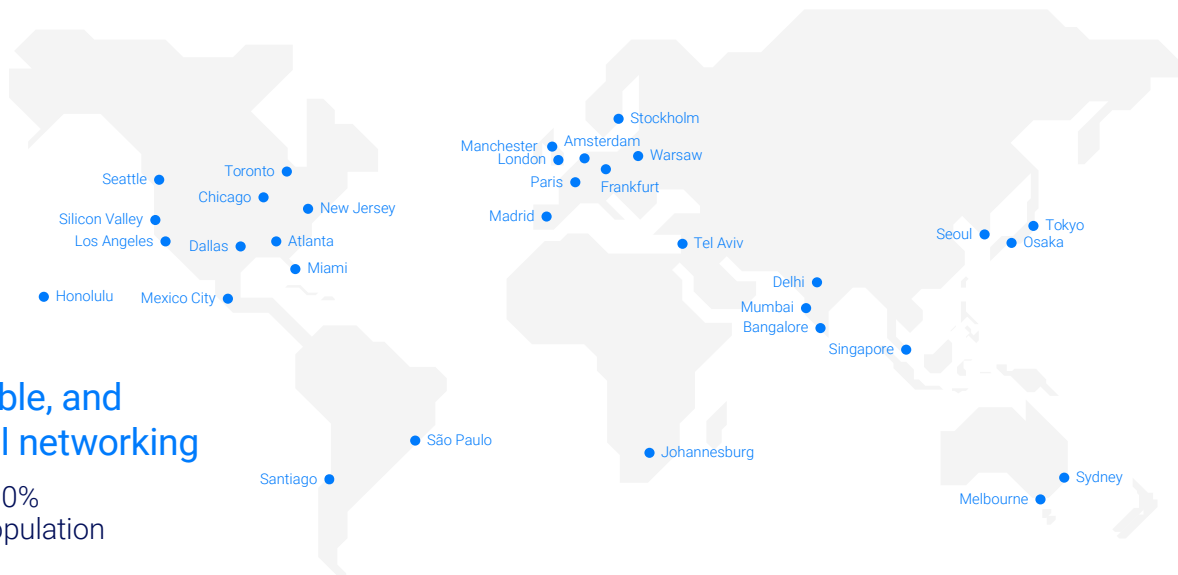 Stockholm
Amsterdam
Manchester
London
Warsaw
Toronto
Seattle
Paris
Frankfurt
Chicago
New Jersey
Madrid
Silicon Valley
Tokyo
Seoul
Los Angeles
Dallas
Atlanta
Osaka
Tel Aviv
Miami
Delhi
Honolulu
Mexico City
Mumbai
Bangalore
Singapore
ble, and
l networking
São Paulo
Johannesburg
Santiago
Sydney
0%
Melbourne
opulation